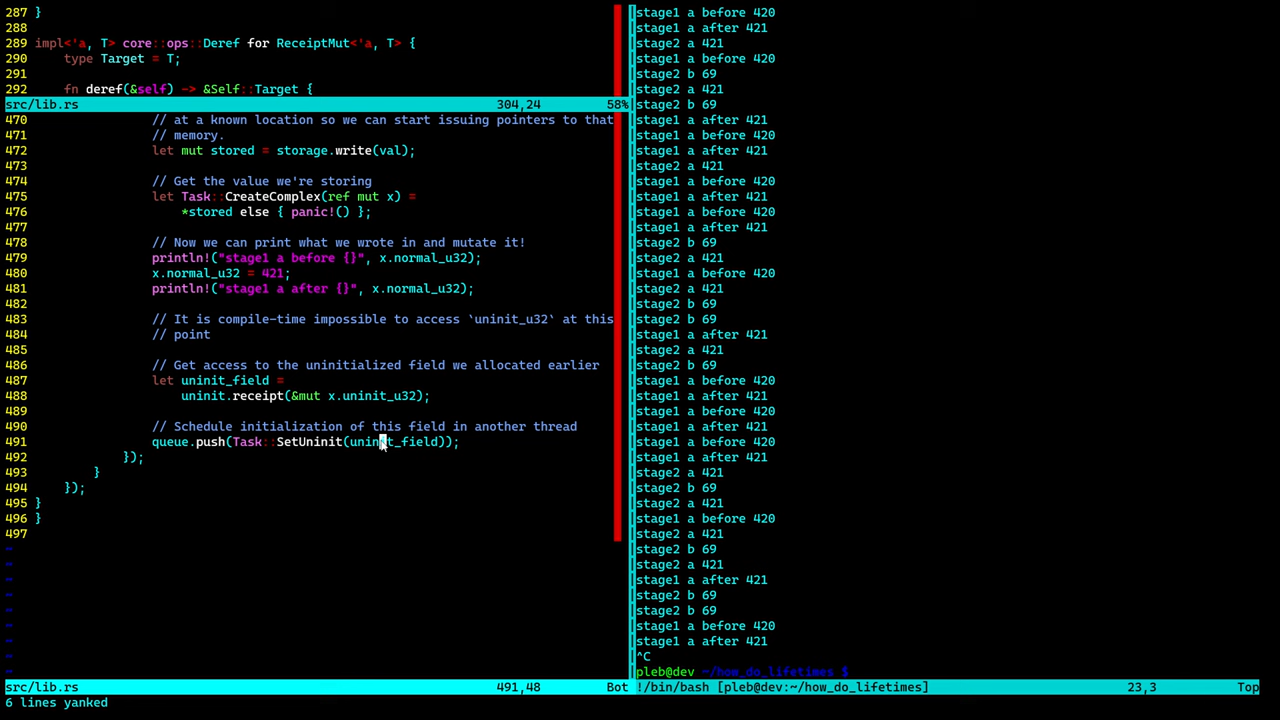 287 }
288
289 impl<'a, T> core::ops::Deref for ReceiptMut<'a, T> {
290     type Target = T;
291
292     fn deref(&self) -> &Self::Target {
src/lib.rs 304,24 58%
470                 // at a known location so we can start issuing pointers to that
471                 // memory.
472                 let mut stored = storage.write(val);
473
474                 // Get the value we're storing
475                 let Task::CreateComplex(ref mut x) =
476                     *stored else { panic!() };
477
478                 // Now we can print what we wrote in and mutate it!
479                 println!("stage1 a before {}", x.normal_u32);
480                 x.normal_u32 = 421;
481                 println!("stage1 a after {}", x.normal_u32);
482
483                 // It is compile-time impossible to access `uninit_u32` at this
484                 // point
485
486                 // Get access to the uninitialized field we allocated earlier
487                 let uninit_field =
488                     uninit.receipt(&mut x.uninit_u32);
489
490                 // Schedule initialization of this field in another thread
491                 queue.push(Task::SetUninit(uninit_field));
492             });
493         }
494     });
495 }
496 }
497
~
~
~
~
~
~
~
~
~
src/lib.rs 491,48 Bot
6 lines yanked
stage1 a before 420
stage1 a after 421
stage2 a 421
stage1 a before 420
stage2 b 69
stage2 a 421
stage2 b 69
stage1 a after 421
stage1 a before 420
stage1 a after 421
stage2 a 421
stage1 a before 420
stage1 a after 421
stage1 a before 420
stage1 a after 421
stage2 b 69
stage2 a 421
stage1 a before 420
stage2 a 421
stage2 b 69
stage2 b 69
stage1 a after 421
stage2 a 421
stage2 b 69
stage1 a before 420
stage1 a after 421
stage1 a before 420
stage1 a after 421
stage1 a before 420
stage1 a after 421
stage2 a 421
stage2 b 69
stage2 a 421
stage1 a before 420
stage2 a 421
stage2 b 69
stage2 a 421
stage1 a after 421
stage2 b 69
stage2 b 69
stage1 a before 420
stage1 a after 421
^C
pleb@dev ~/how_do_lifetimes $
!/bin/bash [pleb@dev:~/how_do_lifetimes] 23,3 Top